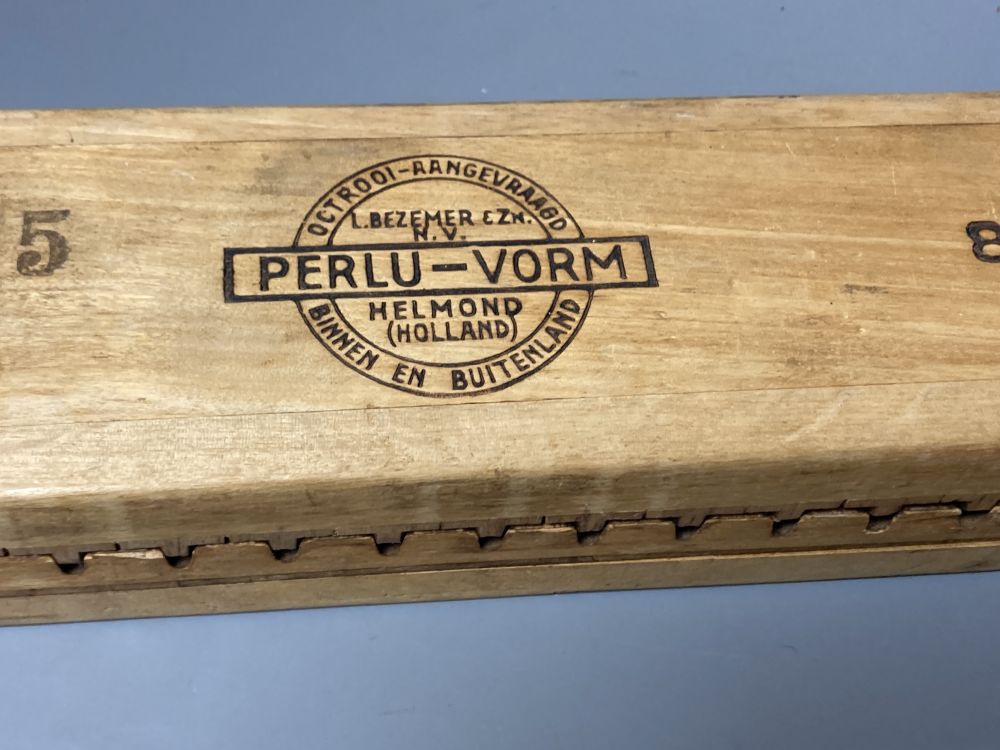 OCTROOI-AANGEVRAAGD
L. BEZEMER & ZN.
N.V.
5
PERLU-VORM
8
HELMOND
(HOLLAND)
BINNEN EN BUITENLAND